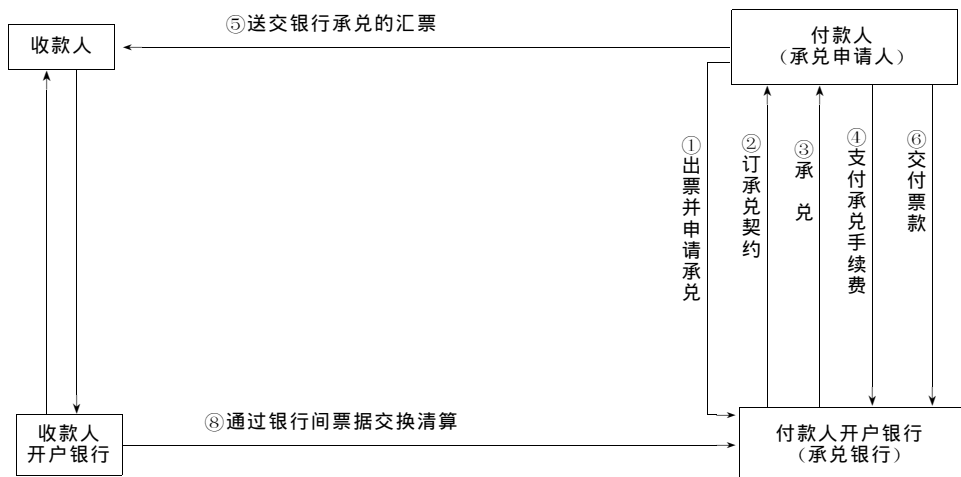 ⑤送交银行承兑的汇票
收款人
付款人
（承兑申请人）
①出票并申请承兑
②订承兑契约
③承 兑
④支付承兑手续费
⑥交付票款
⑧通过银行间票据交换清算
收款人
开户银行
付款人开户银行
（承兑银行）